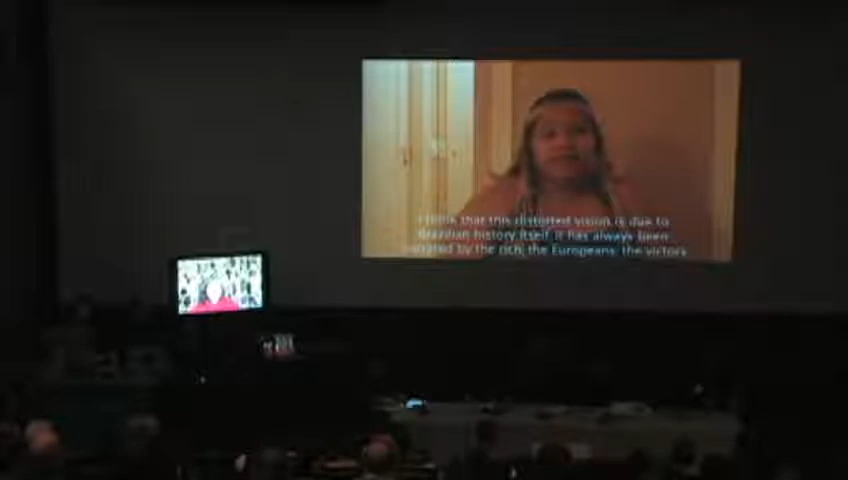 I think that this distorted vision is due to
Brazilian history itself. It has always been
narrated by the rich, the Europeans, the victors